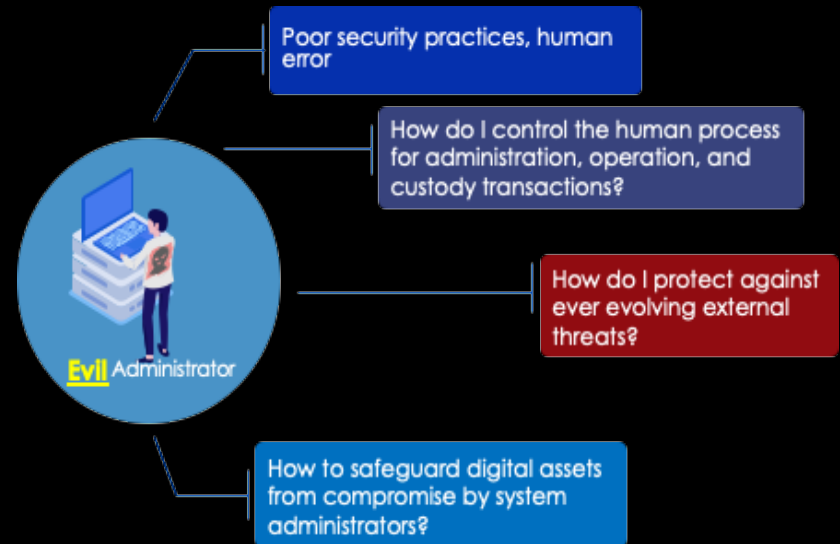 Poor security practices, human
error
How do I control the human process
for administration, operation, and
custody transactions?
How do I protect against
ever evolving external
threats?
Evil Administrator
How to safeguard digital assets
from compromise by system
administrators?